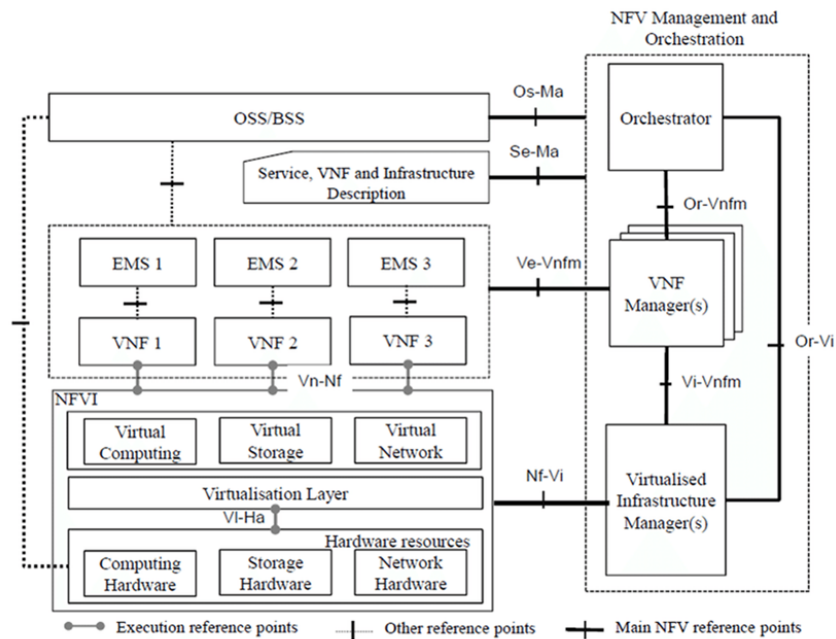 NFV Management and
Orchestration
Os-Ma
OSS/BSS
Orchestrator
Se-Ma
Service, VNF and Infrastructure
Description
Or-Vnfm
EMS 1
EMS 2
EMS 3
Ve-Vnfm
VNF
Manager(s)
VNF 1
VNF 2
VNF 3
Or-Vi
Vn-Nf
Vi-Vnfm
NFVI
Virtual
Computing
Virtual
Storage
Virtual
Network
Nf-Vi
Virtualised
Infrastructure
Manager(s)
Virtualisation Layer
Vl-Ha
Hardware resources
Computing
Hardware
Storage
Hardware
Network
Hardware
Execution reference points
Other reference points
Main NFV reference points